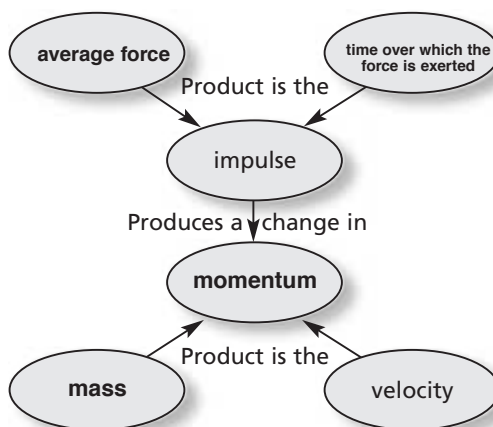 average force
time over which the
force is exerted
Product is the
impulse
Produces a change in
momentum
Product is the
mass
velocity